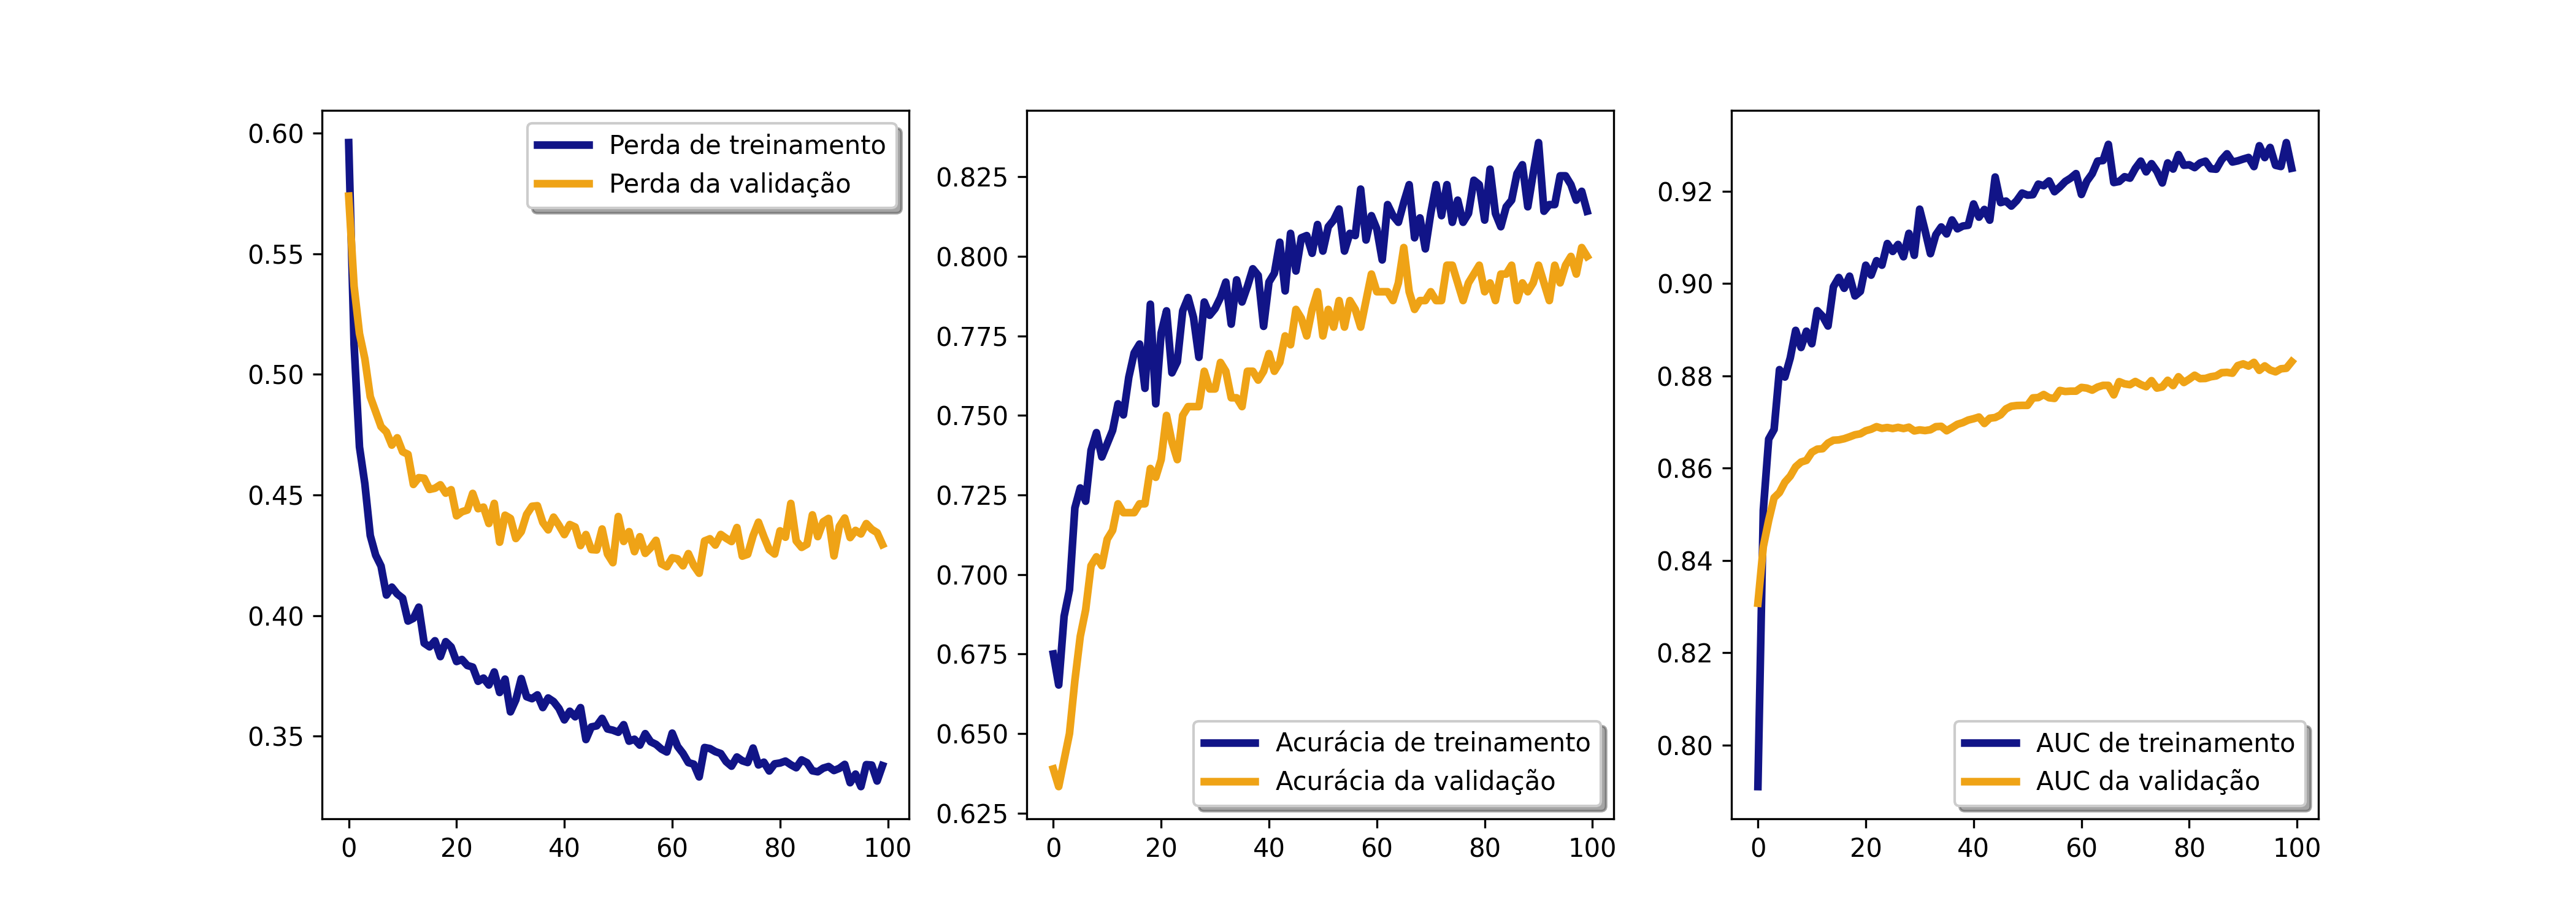 0.60
0.55
0.50
0.45
0.40
0.35
0 20 40 60 80 100
Perda de treinamento
Perda da validação
0.825
0.800
0.775
0.750
0.725
0.700
0.675
0.650
0.625
0 20 40 60 80 100
Acurácia de treinamento
Acurácia da validação
0.92
0.90
0.88
0.86
0.84
0.82
0.80
0 20 40 60 80 100
AUC de treinamento
AUC da validação